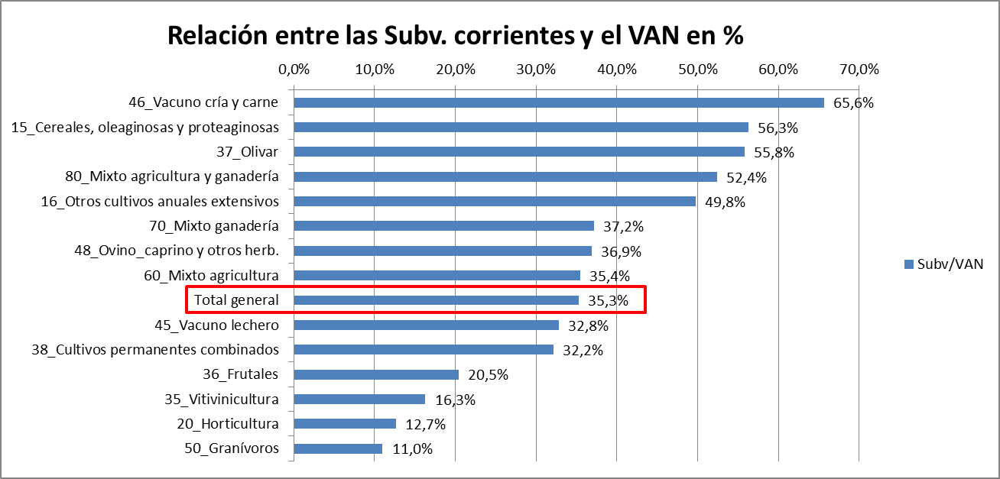 Relación entre las Subv. corrientes y el VAN en %
0,0% 10,0% 20,0% 30,0% 40,0% 50,0% 60,0% 70,0%
46_Vacuno cría y carne 65,6%
15_Cereales, oleaginosas y proteaginosas 56,3%
37_Olivar 55,8%
80_Mixto agricultura y ganadería 52,4%
16_Otros cultivos anuales extensivos 49,8%
70_Mixto ganadería 37,2%
48_Ovino_caprino y otros herb. 36,9%
60_Mixto agricultura 35,4%
Subv/VAN
Total general 35,3%
45_Vacuno lechero 32,8%
38_Cultivos permanentes combinados 32,2%
36_Frutales 20,5%
35_Vitivinicultura 16,3%
20_Horticultura 12,7%
50_Granívoros 11,0%